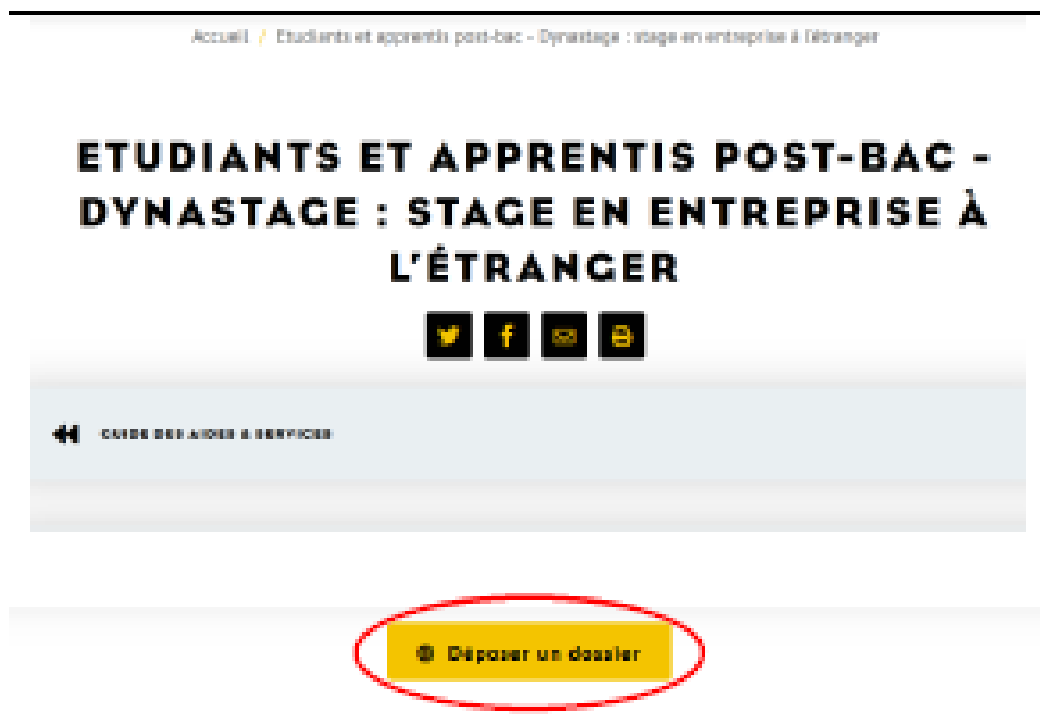 Accueil / Etudiants et apprentis post-bac - Dynastage : stage en entreprise à l'étranger
ETUDIANTS ET APPRENTIS POST-BAC -
DYNASTAGE : STAGE EN ENTREPRISE À
L'ÉTRANGER
GUIDE DES AIDES & SERVICES
Déposer un dossier